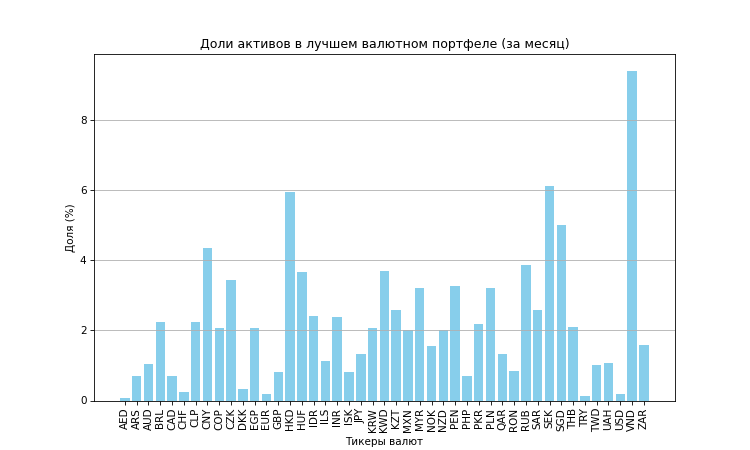 Доли активов в лучшем валютном портфеле (за месяц)
Доля (%)
8
6
4
2
0
AED ARS AUD BRL CAD CHF CLP CNY COP CZK DKK EGP EUR GBP HKD HUF IDR ILS INR ISK JPY KRW KWD KZT MXN MYR NOK NZD PEN PHP PKR PLN QAR RON RUB SAR SEK SGD THB TRY TWD UAH USD VND ZAR
Тикеры валют